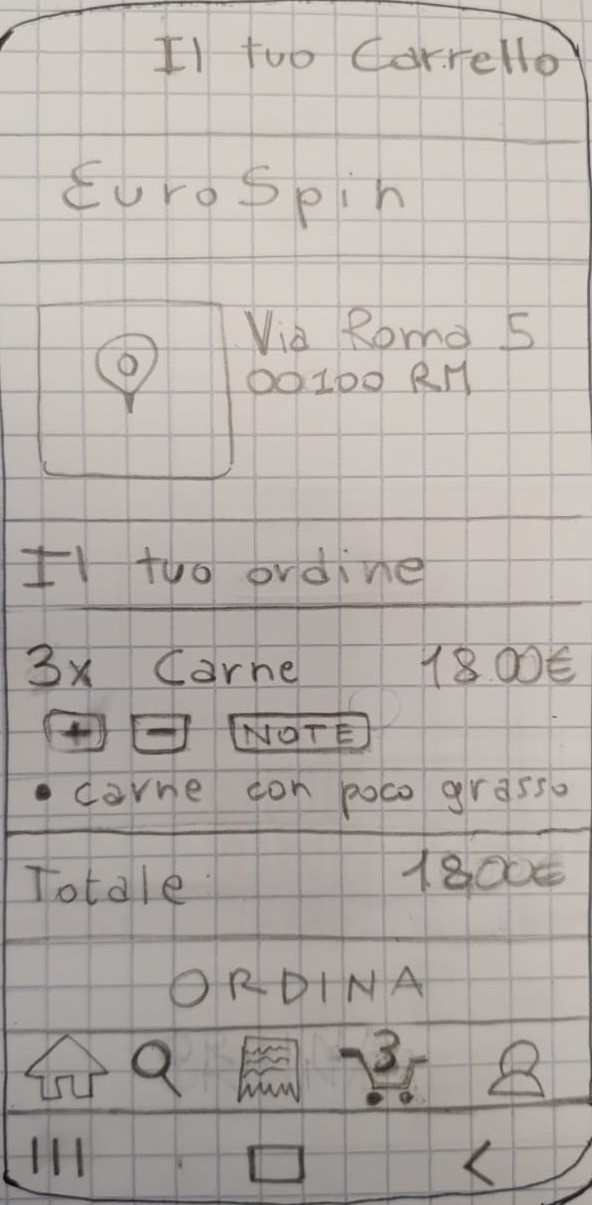 Il tuo Carrello
EuroSpin
Via Roma 5
00100 RM
Il tuo ordine
3x Carne 18.00€
+ - NOTE
• carne con poco grasso
Totale 18,00€
ORDINA
3